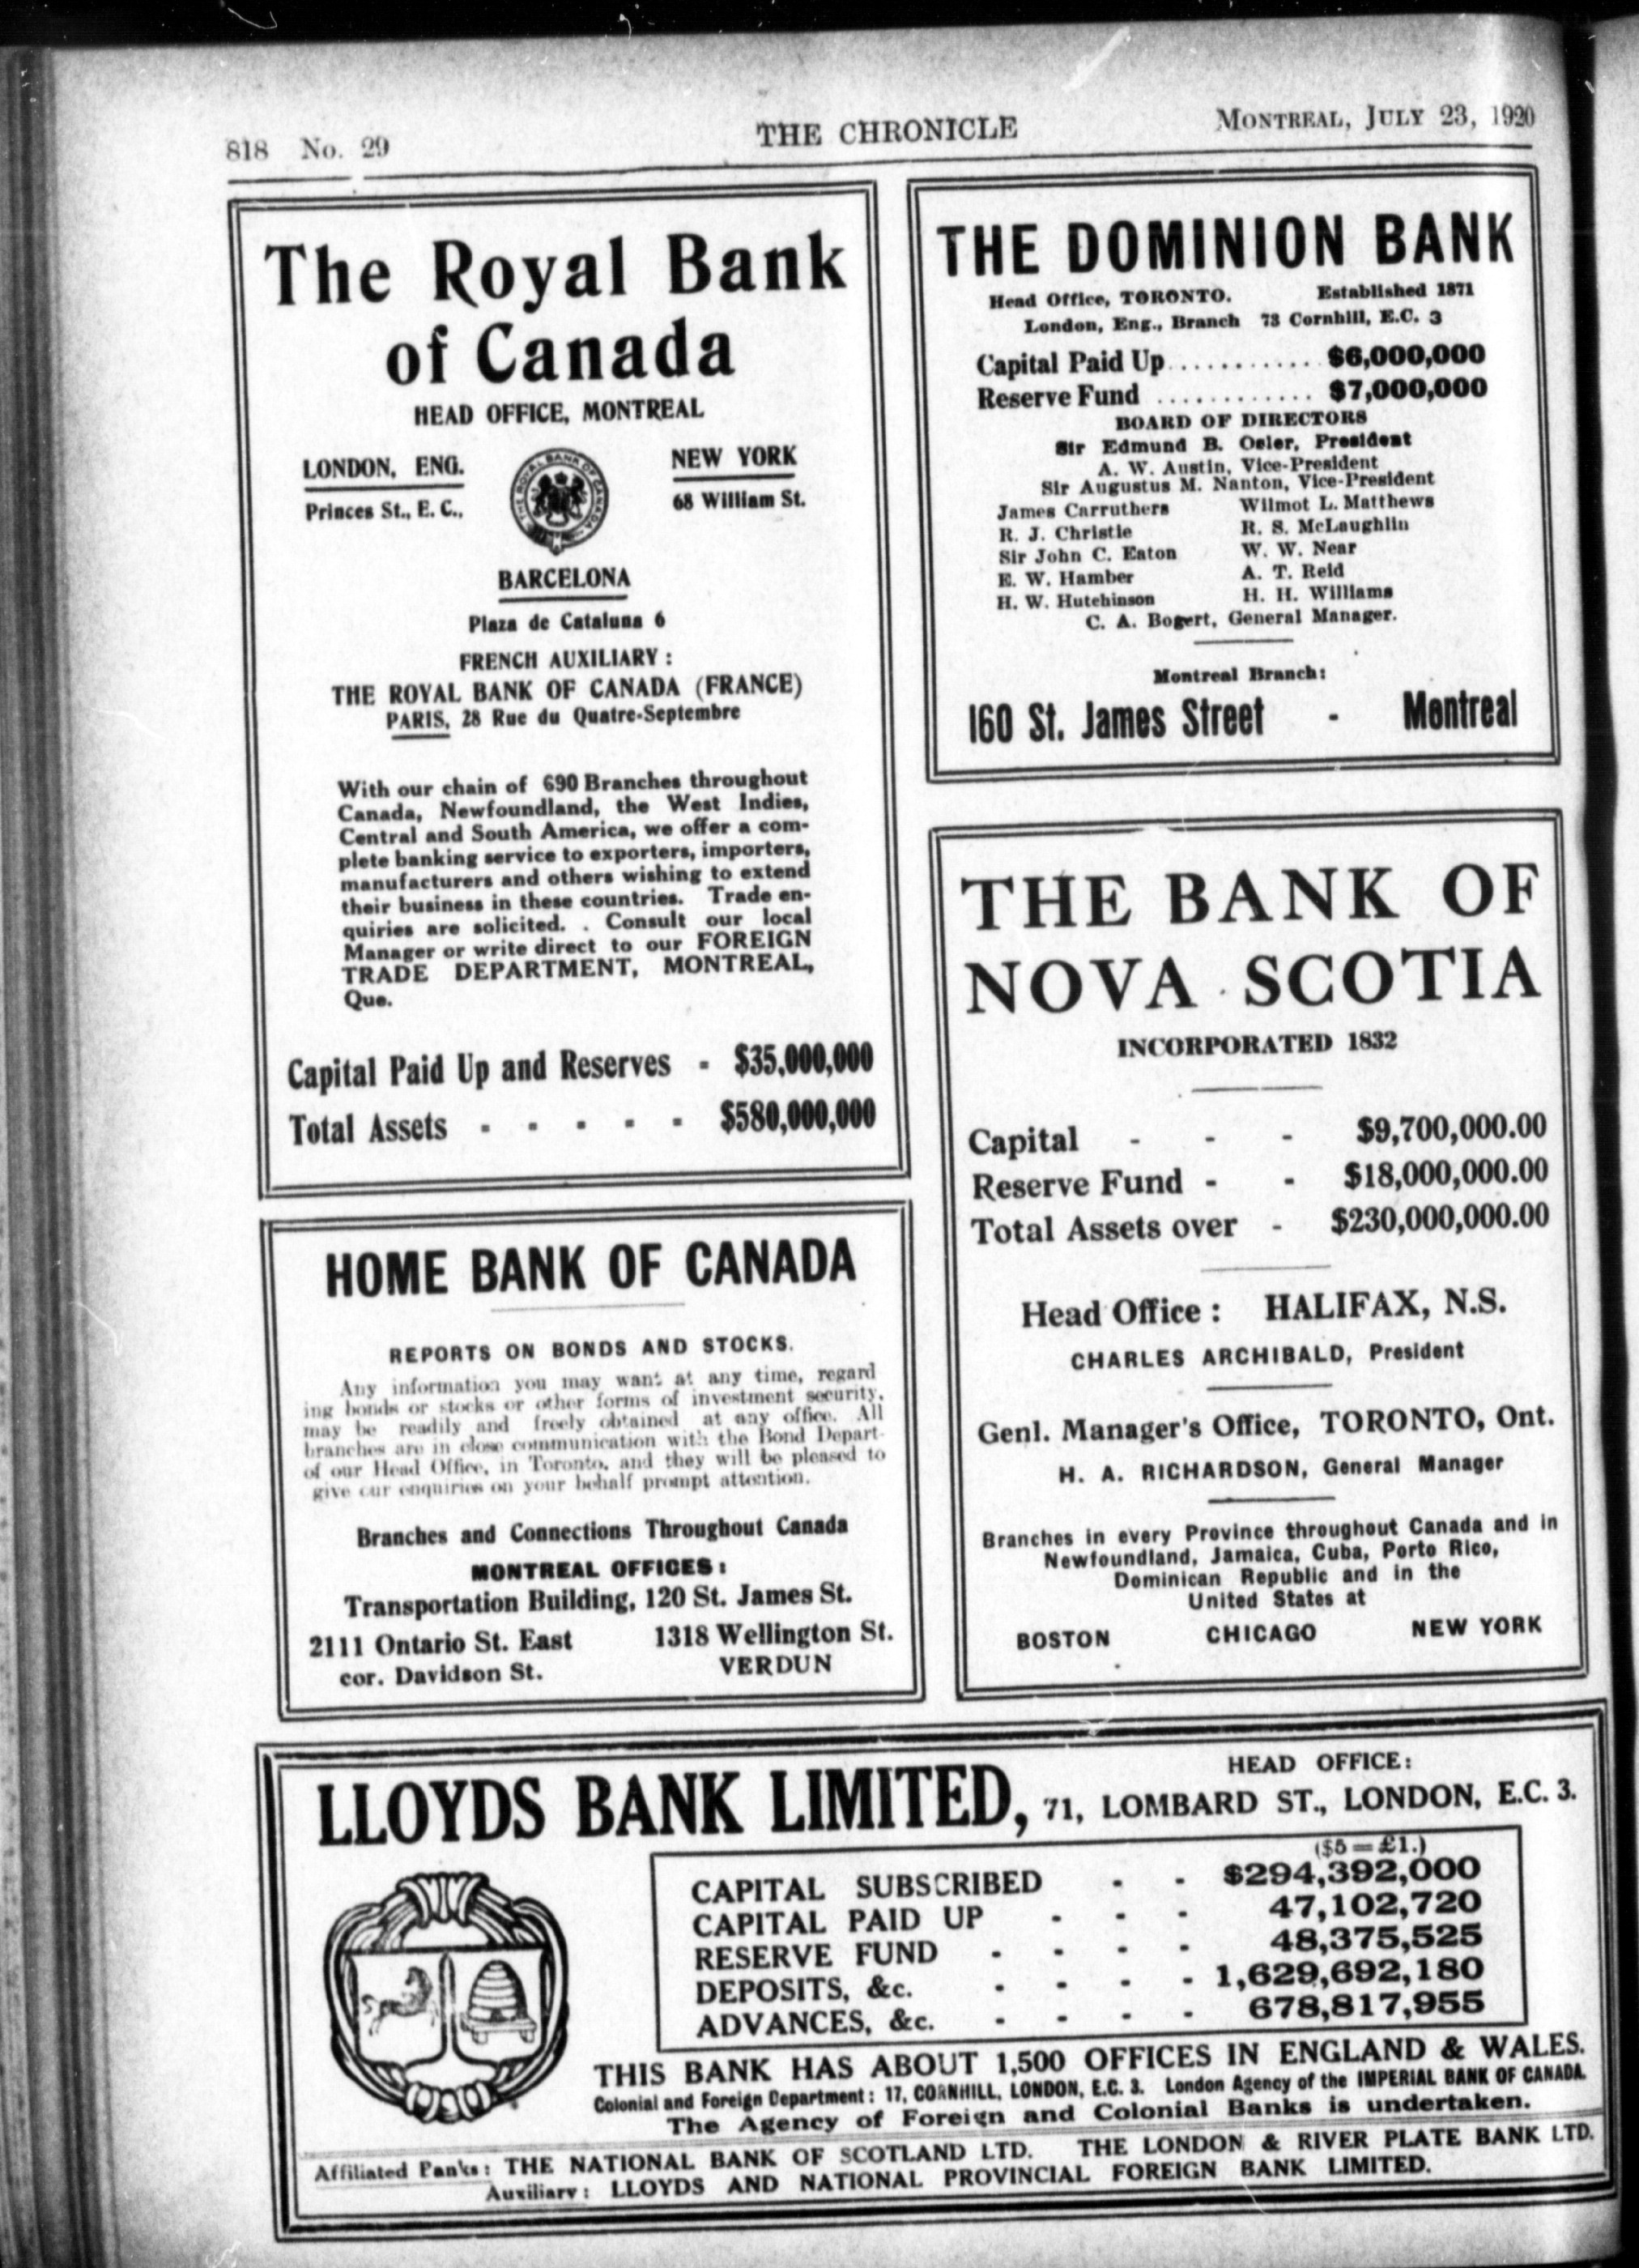 818 No. 29
THE CHRONICLE
MONTREAL, JULY 23, 1920
The Royal Bank
of Canada
HEAD OFFICE, MONTREAL
LONDON, ENG.
Princes St., E. C.,
THE ROYAL BANK OF CANADA
NEW YORK
68 William St.
BARCELONA
Plaza de Cataluna 6
FRENCH AUXILIARY :
THE ROYAL BANK OF CANADA (FRANCE)
PARIS, 28 Rue du Quatre-Septembre
With our chain of 690 Branches throughout
Canada, Newfoundland, the West Indies,
Central and South America, we offer a com-
plete banking service to exporters, importers,
manufacturers and others wishing to extend
their business in these countries. Trade en-
quiries are solicited. . Consult our local
Manager or write direct to our FOREIGN
TRADE DEPARTMENT, MONTREAL,
Que.
Capital Paid Up and Reserves - $35,000,000
Total Assets - - - - - $580,000,000
HOME BANK OF CANADA
REPORTS ON BONDS AND STOCKS.
Any information you may want at any time, regard
ing bonds or stocks or other forms of investment security,
may be readily and freely obtained at any office. All
branches are in close communication with the Bond Depart-
of our Head Office, in Toronto, and they will be pleased to
give our enquiries on your behalf prompt attention.
Branches and Connections Throughout Canada
MONTREAL OFFICES :
Transportation Building, 120 St. James St.
2111 Ontario St. East 1318 Wellington St.
cor. Davidson St. VERDUN
THE DOMINION BANK
Head Office, TORONTO. Established 1871
London, Eng., Branch 73 Cornhill, E.C. 3
Capital Paid Up ............ $6,000,000
Reserve Fund ............ $7,000,000
BOARD OF DIRECTORS
Sir Edmund B. Osler, President
A. W. Austin, Vice-President
Sir Augustus M. Nanton, Vice-President
James Carruthers Wilmot L. Matthews
R. J. Christie R. S. McLaughlin
Sir John C. Eaton W. W. Near
E. W. Hamber A. T. Reid
H. W. Hutchinson H. H. Williams
C. A. Bogert, General Manager.
Montreal Branch:
160 St. James Street - Montreal
THE BANK OF
NOVA SCOTIA
INCORPORATED 1832
Capital - - - $9,700,000.00
Reserve Fund - - $18,000,000.00
Total Assets over - $230,000,000.00
Head Office : HALIFAX, N.S.
CHARLES ARCHIBALD, President
Genl. Manager's Office, TORONTO, Ont.
H. A. RICHARDSON, General Manager
Branches in every Province throughout Canada and in
Newfoundland, Jamaica, Cuba, Porto Rico,
Dominican Republic and in the
United States at
BOSTON CHICAGO NEW YORK
LLOYDS BANK LIMITED,
HEAD OFFICE:
71, LOMBARD ST., LONDON, E.C. 3.
($5 = £1.)
CAPITAL SUBSCRIBED - - $294,392,000
CAPITAL PAID UP - - - 47,102,720
RESERVE FUND - - - - 48,375,525
DEPOSITS, &c. - - - - 1,629,692,180
ADVANCES, &c. - - - - 678,817,955
THIS BANK HAS ABOUT 1,500 OFFICES IN ENGLAND & WALES.
Colonial and Foreign Department : 17, CORNHILL, LONDON, E.C. 3. London Agency of the IMPERIAL BANK OF CANADA.
The Agency of Foreign and Colonial Banks is undertaken.
Affiliated Banks: THE NATIONAL BANK OF SCOTLAND LTD. THE LONDON & RIVER PLATE BANK LTD.
Auxiliary : LLOYDS AND NATIONAL PROVINCIAL FOREIGN BANK LIMITED.